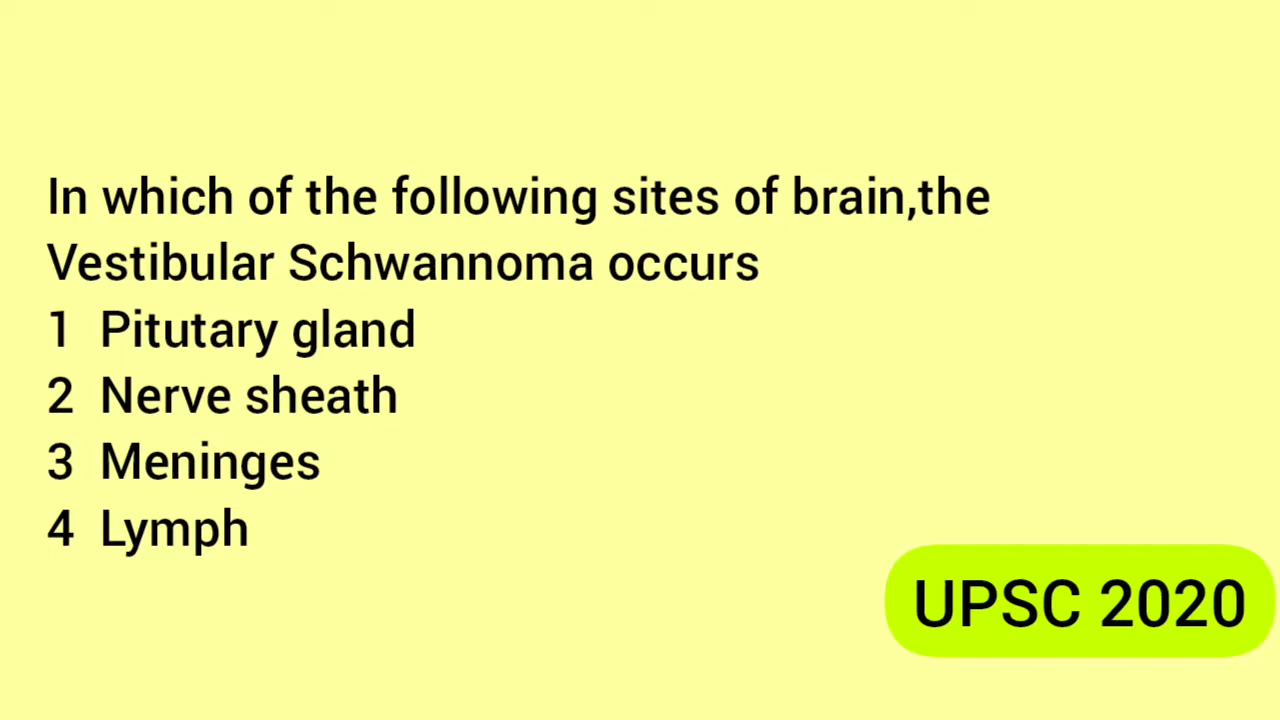 In which of the following sites of brain,the
Vestibular Schwannoma occurs
1 Pitutary gland
2 Nerve sheath
3 Meninges
4 Lymph
UPSC 2020